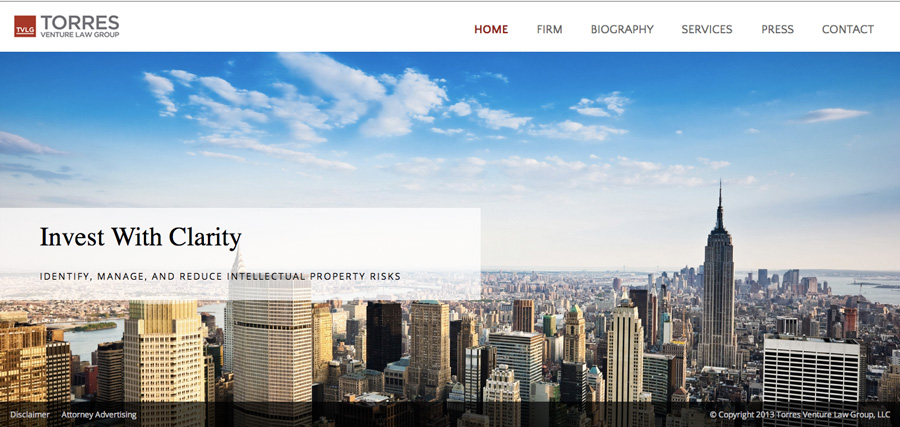 TVLG
TORRES
VENTURE LAW GROUP
HOME FIRM BIOGRAPHY SERVICES PRESS CONTACT
Invest With Clarity
IDENTIFY, MANAGE, AND REDUCE INTELLECTUAL PROPERTY RISKS
Disclaimer Attorney Advertising © Copyright 2013 Torres Venture Law Group, LLC